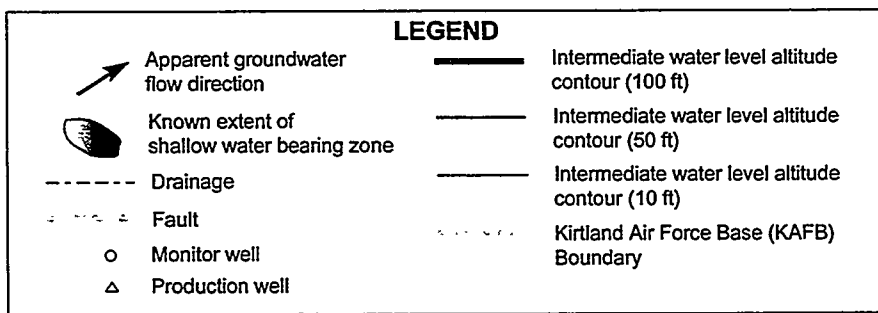 LEGEND
Apparent groundwater
flow direction
Known extent of
shallow water bearing zone
Drainage
Fault
Monitor well
Production well
Intermediate water level altitude
contour (100 ft)
Intermediate water level altitude
contour (50 ft)
Intermediate water level altitude
contour (10 ft)
Kirtland Air Force Base (KAFB)
Boundary